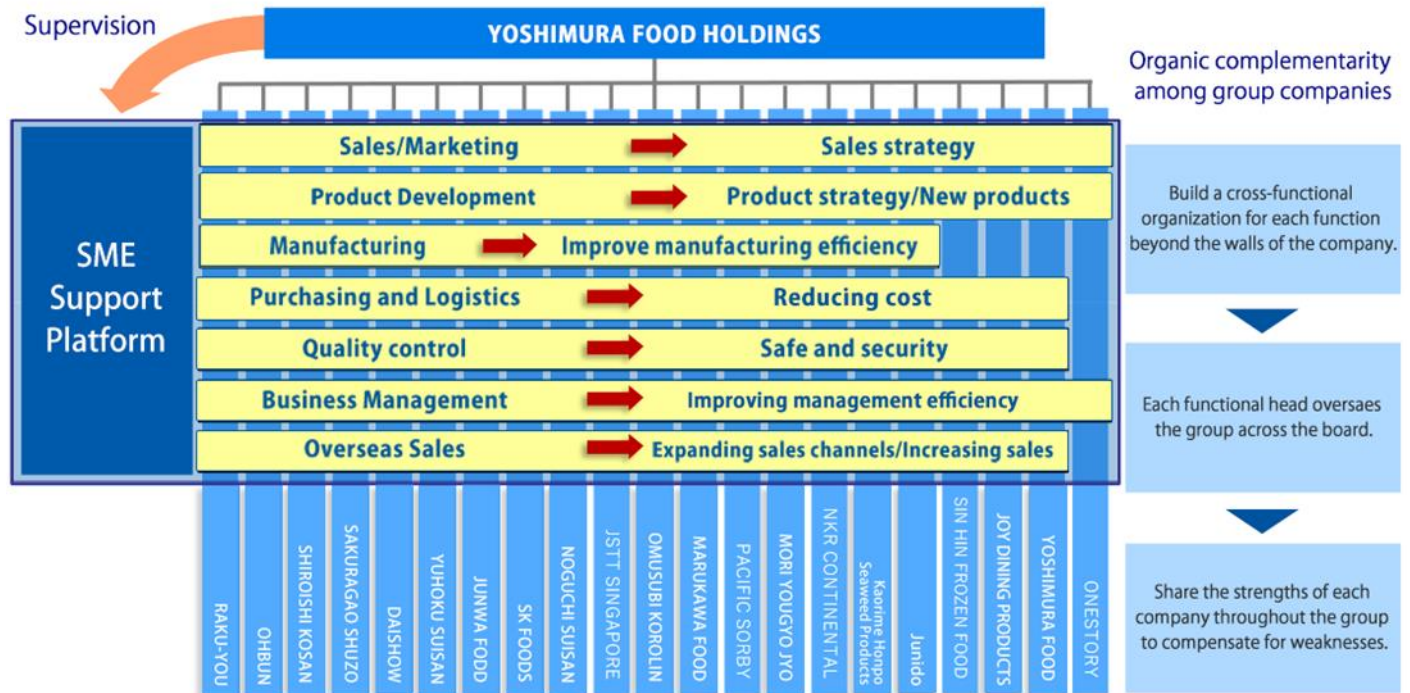 Supervision
YOSHIMURA FOOD HOLDINGS
Organic complementarity
among group companies
SME
Support
Platform
Sales/Marketing
Sales strategy
Product Development
Product strategy/New products
Manufacturing
Improve manufacturing efficiency
Purchasing and Logistics
Reducing cost
Quality control
Safe and security
Business Management
Improving management efficiency
Overseas Sales
Expanding sales channels/Increasing sales
Build a cross-functional
organization for each function
beyond the walls of the company.
Each functional head oversaes
the group across the board.
Share the strengths of each
company throughout the group
to compensate for weaknesses.
RAKU-YOU
OHBUN
SHIROISHI KOSAN
SAKURAGAO SHUZO
DAISHOW
YUHOKU SUISAN
JUNWA FODD
SK FOODS
NOGUCHI SUISAN
JSTT SINGAPORE
OMUSUBI KOROLIN
MARUKAWA FOOD
PACIFIC SORBY
MORI YOUGYO JYO
NKR CONTINENTAL
Kaorime Honpo
Seaweed Products
Junido
SIN HIN FROZEN FOOD
JOY DINING PRODUCTS
YOSHIMURA FOOD
ONESTORY